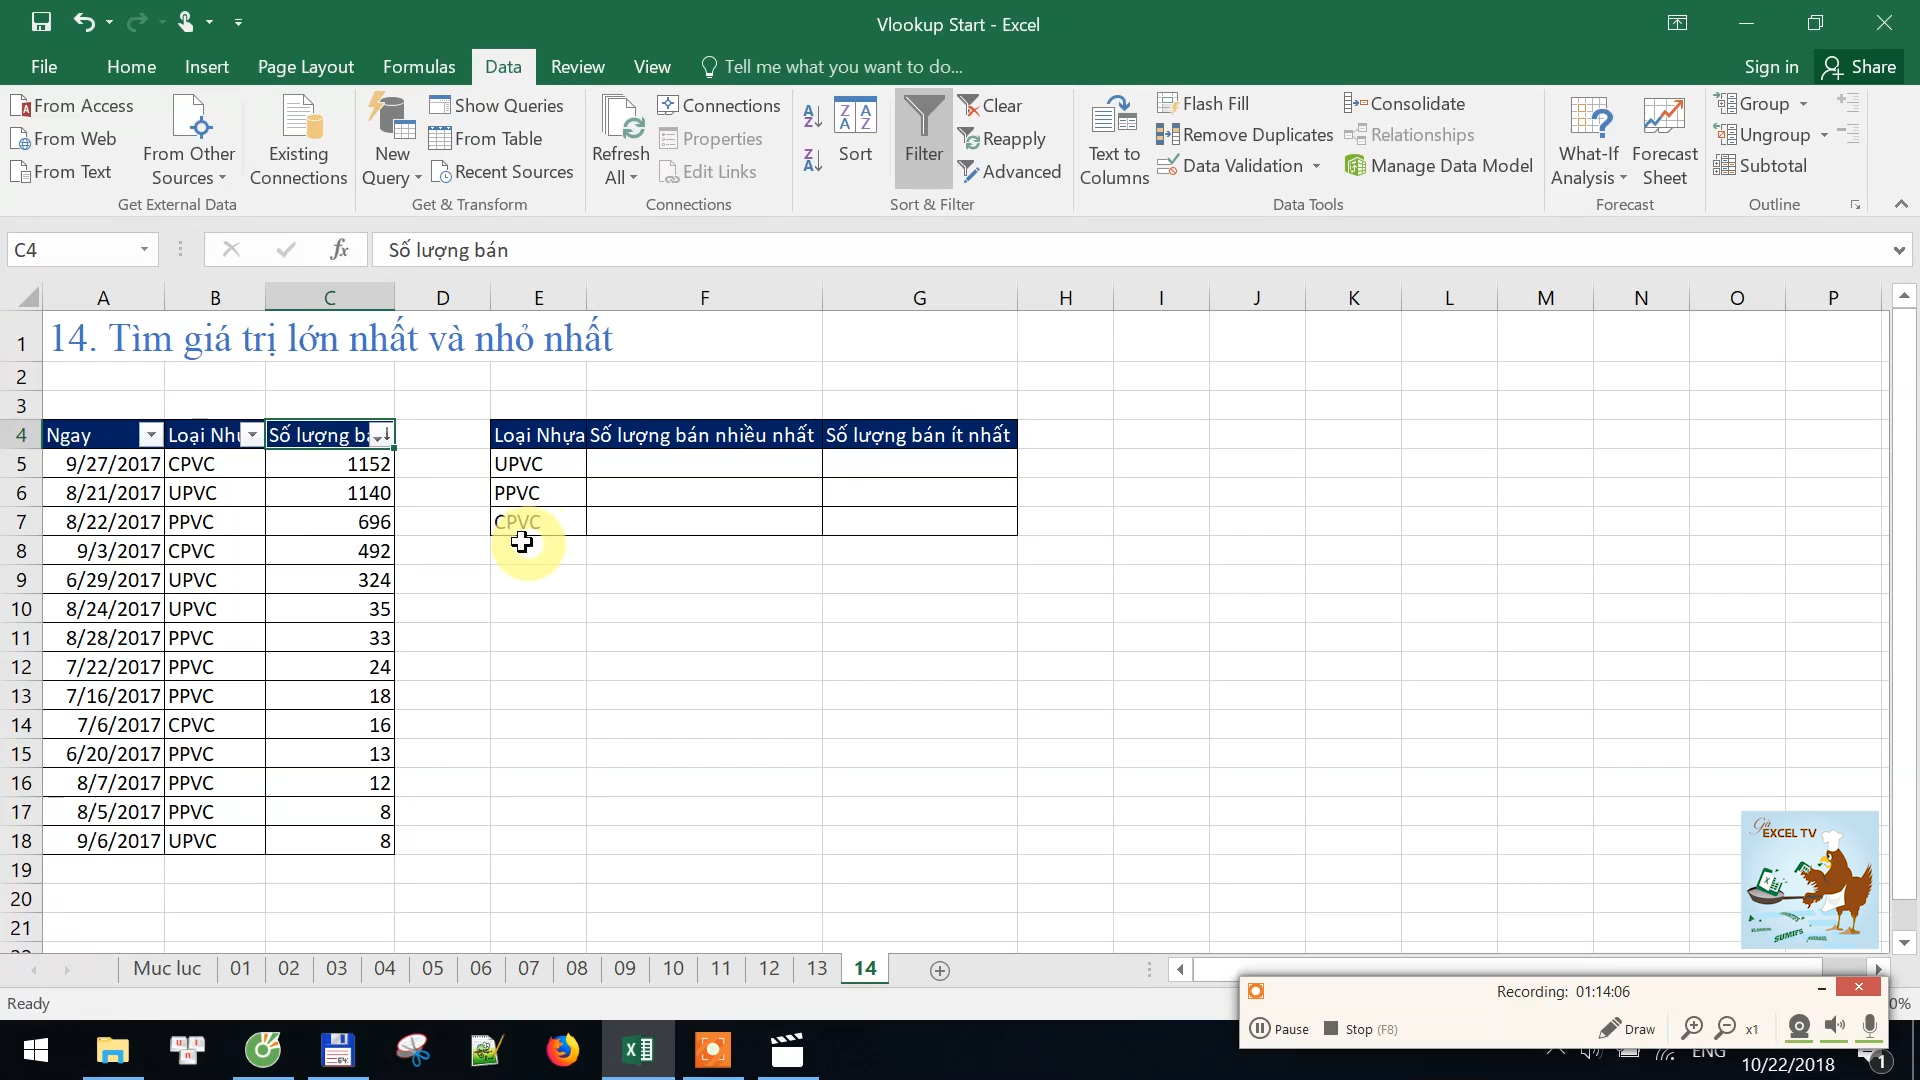 Vlookup Start - Excel
File Home Insert Page Layout Formulas Data Review View Tell me what you want to do... Sign in Share
From Access
From Web
From Text
From Other Sources
Existing Connections
Get External Data
New Query
Show Queries
From Table
Recent Sources
Get & Transform
Refresh All
Connections
Properties
Edit Links
Connections
Sort
Filter
Clear
Reapply
Advanced
Sort & Filter
Text to Columns
Flash Fill
Remove Duplicates
Data Validation
Consolidate
Relationships
Manage Data Model
Data Tools
What-If Analysis
Forecast Sheet
Forecast
Group
Ungroup
Subtotal
Outline
C4 fx Số lượng bán
A B C D E F G H I J K L M N O P
1 14. Tìm giá trị lớn nhất và nhỏ nhất
2
3
4 Ngay Loại Nhự Số lượng bá Loại Nhựa Số lượng bán nhiều nhất Số lượng bán ít nhất
5 9/27/2017 CPVC 1152 UPVC
6 8/21/2017 UPVC 1140 PPVC
7 8/22/2017 PPVC 696 CPVC
8 9/3/2017 CPVC 492
9 6/29/2017 UPVC 324
10 8/24/2017 UPVC 35
11 8/28/2017 PPVC 33
12 7/22/2017 PPVC 24
13 7/16/2017 PPVC 18
14 7/6/2017 CPVC 16
15 6/20/2017 PPVC 13
16 8/7/2017 PPVC 12
17 8/5/2017 PPVC 8
18 9/6/2017 UPVC 8
19
20
21
Gà EXCEL TV
SUMIFS
Muc luc 01 02 03 04 05 06 07 08 09 10 11 12 13 14
Ready
Recording: 01:14:06
Pause Stop (F8) Draw x1
0%
ENG
10/22/2018
1